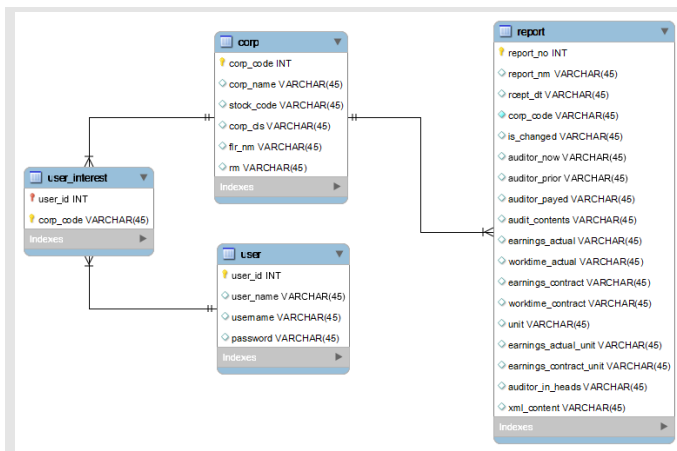 corp
corp_code INT
corp_name VARCHAR(45)
stock_code VARCHAR(45)
corp_cls VARCHAR(45)
flr_nm VARCHAR(45)
rm VARCHAR(45)
Indexes
user_interest
user_id INT
corp_code VARCHAR(45)
Indexes
user
user_id INT
user_name VARCHAR(45)
username VARCHAR(45)
password VARCHAR(45)
Indexes
report
report_no INT
report_nm VARCHAR(45)
rcept_dt VARCHAR(45)
corp_code VARCHAR(45)
is_changed VARCHAR(45)
auditor_now VARCHAR(45)
auditor_prior VARCHAR(45)
auditor_payed VARCHAR(45)
audit_contents VARCHAR(45)
earnings_actual VARCHAR(45)
worktime_actual VARCHAR(45)
earnings_contract VARCHAR(45)
worktime_contract VARCHAR(45)
unit VARCHAR(45)
earnings_actual_unit VARCHAR(45)
earnings_contract_unit VARCHAR(45)
auditor_in_heads VARCHAR(45)
xml_content VARCHAR(45)
Indexes